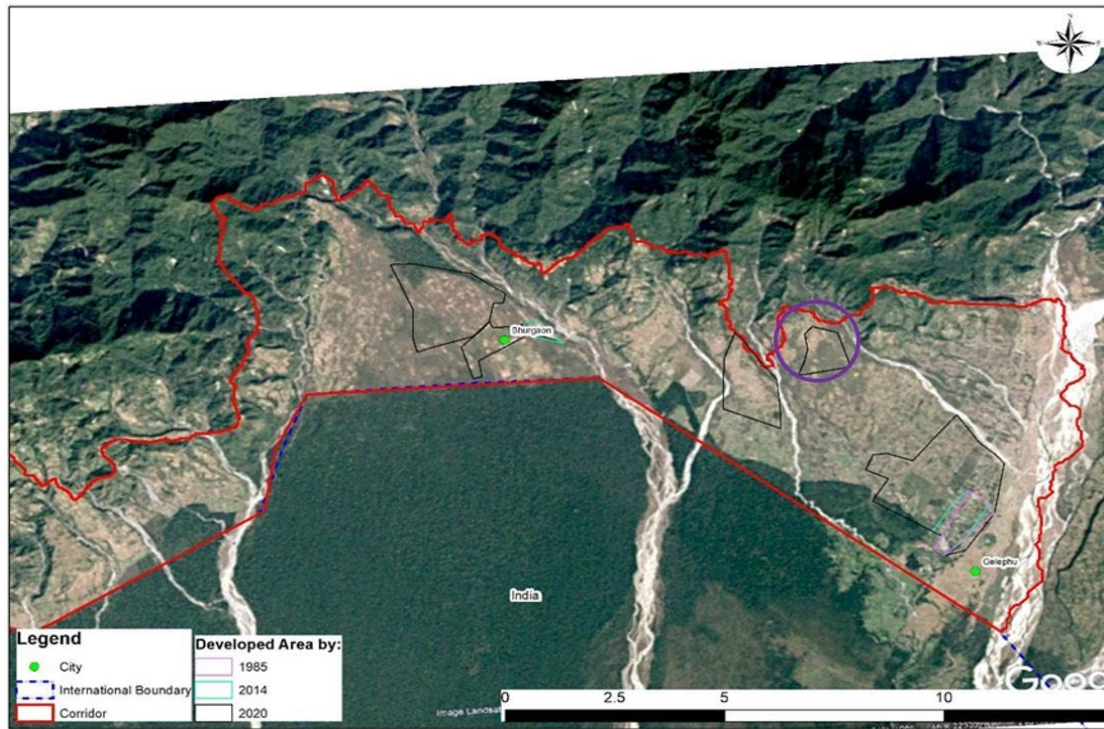 N
Bhurgaon
Gelephu
India
Legend
City
International Boundary
Corridor
Developed Area by:
1985
2014
2020
0 2.5 5 10
Image Landsat
Goo